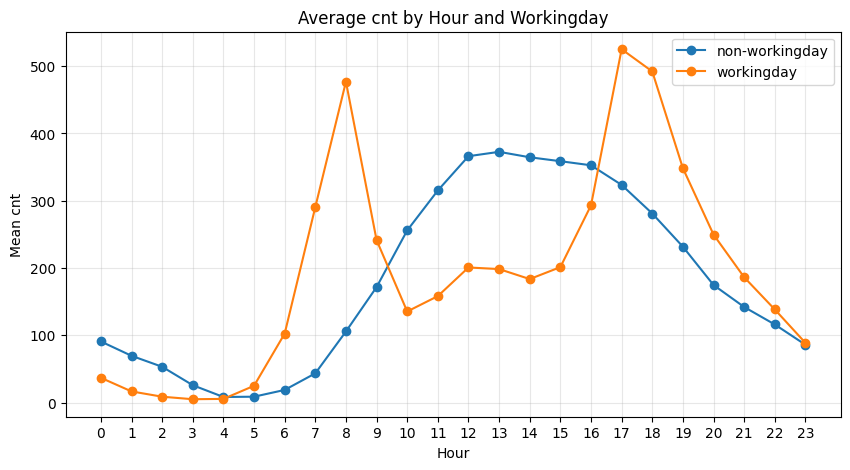 Average cnt by Hour and Workingday
non-workingday
workingday
Mean cnt
500
400
300
200
100
0
0 1 2 3 4 5 6 7 8 9 10 11 12 13 14 15 16 17 18 19 20 21 22 23
Hour